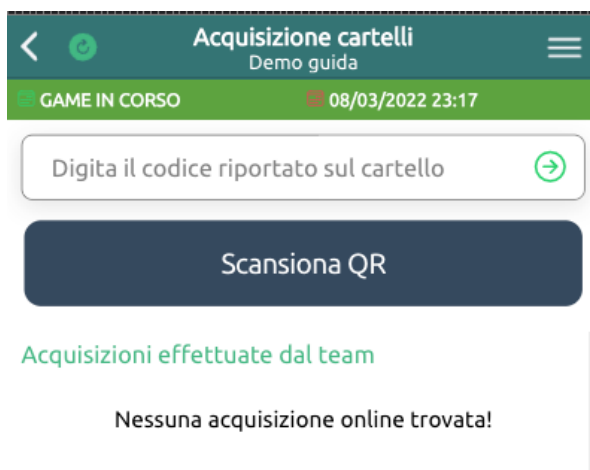 Acquisizione cartelli
Demo guida
GAME IN CORSO 08/03/2022 23:17
Digita il codice riportato sul cartello
Scansiona QR
Acquisizioni effettuate dal team
Nessuna acquisizione online trovata!